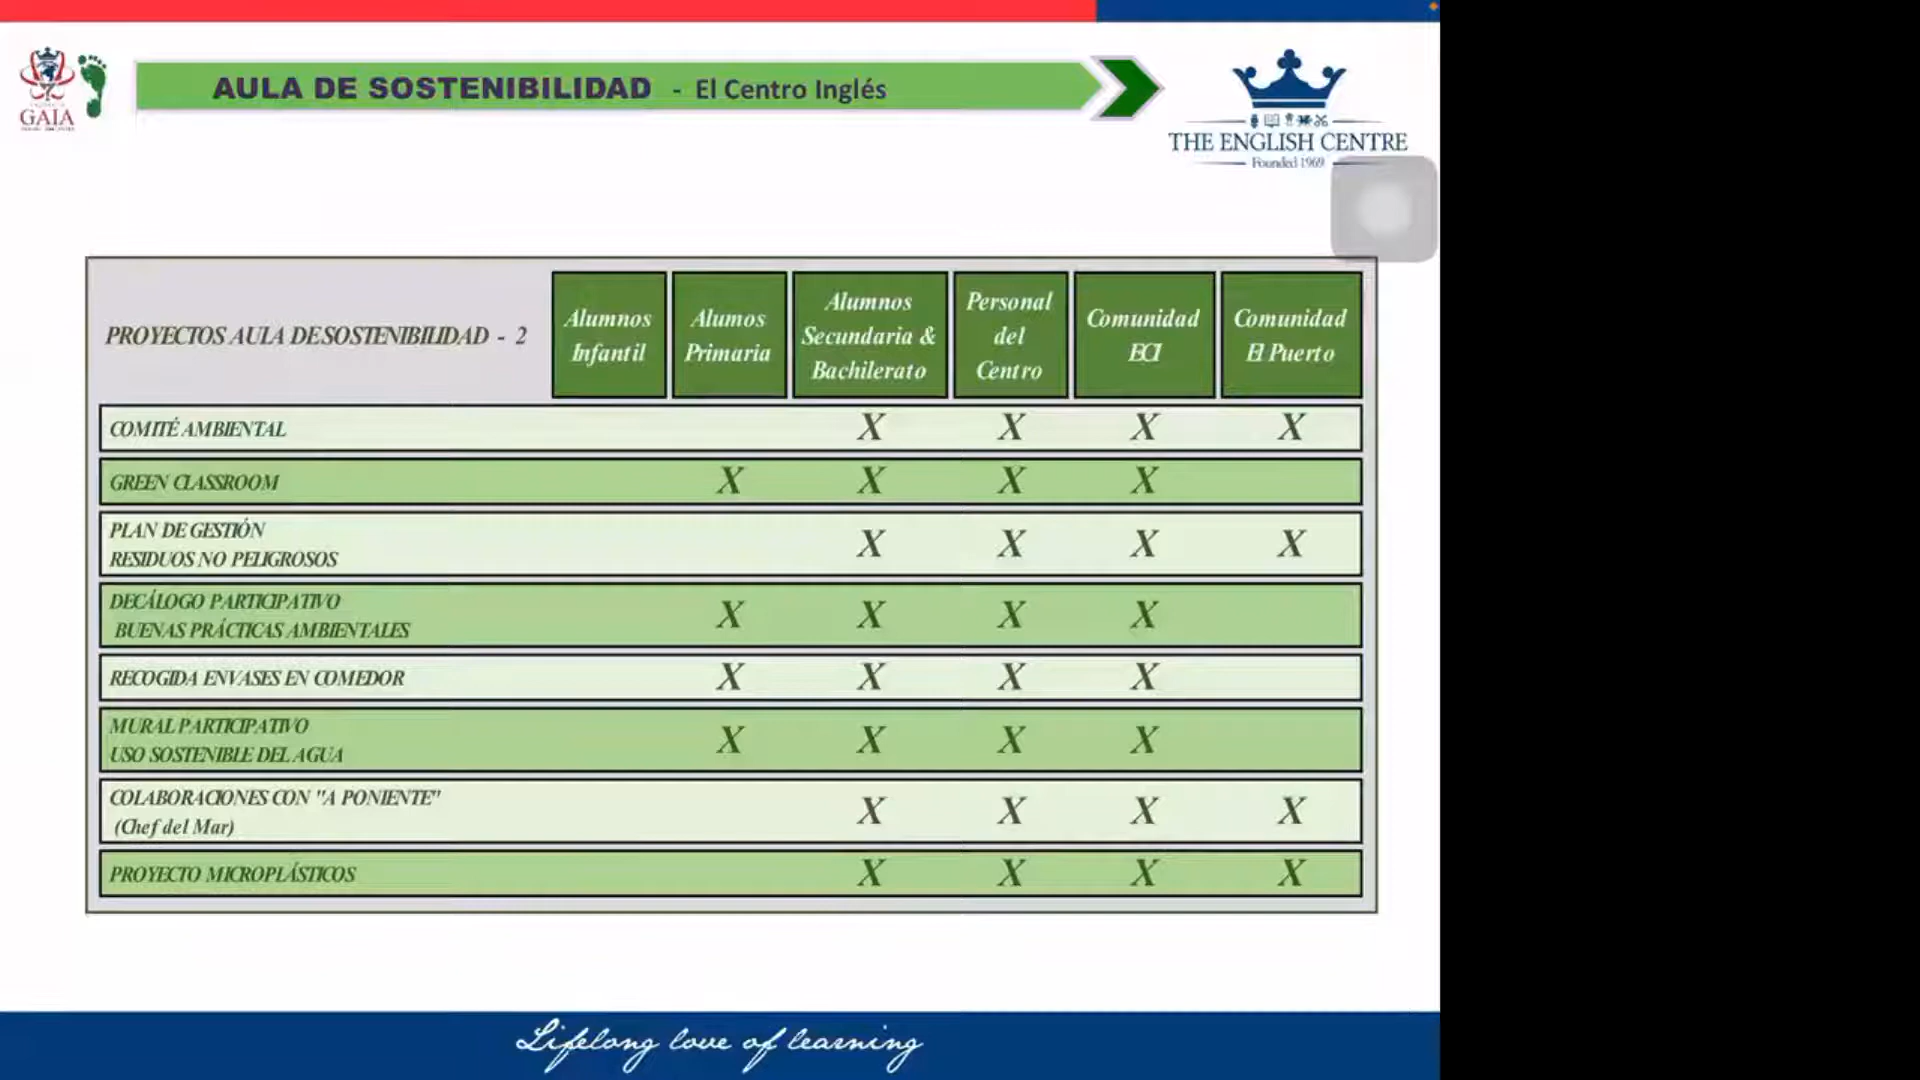 AULA DE SOSTENIBILIDAD - El Centro Inglés
GAIA
THE ENGLISH CENTRE
Founded 1969
PROYECTOS AULA DE SOSTENIBILIDAD - 2
Alumnos
Infantil
Alumos
Primaria
Alumnos
Secundaria &
Bachilerato
Personal
del
Centro
Comunidad
ECI
Comunidad
El Puerto
COMITÉ AMBIENTAL X X X X
GREEN CLASSROOM X X X X
PLAN DE GESTIÓN
RESIDUOS NO PELIGROSOS X X X X
DECÁLOGO PARTICIPATIVO
BUENAS PRÁCTICAS AMBIENTALES X X X X
RECOGIDA ENVASES EN COMEDOR X X X X
MURAL PARTICIPATIVO
USO SOSTENIBLE DEL AGUA X X X X
COLABORACIONES CON "A PONIENTE"
(Chef del Mar) X X X X
PROYECTO MICROPLÁSTICOS X X X X
Lifelong love of learning